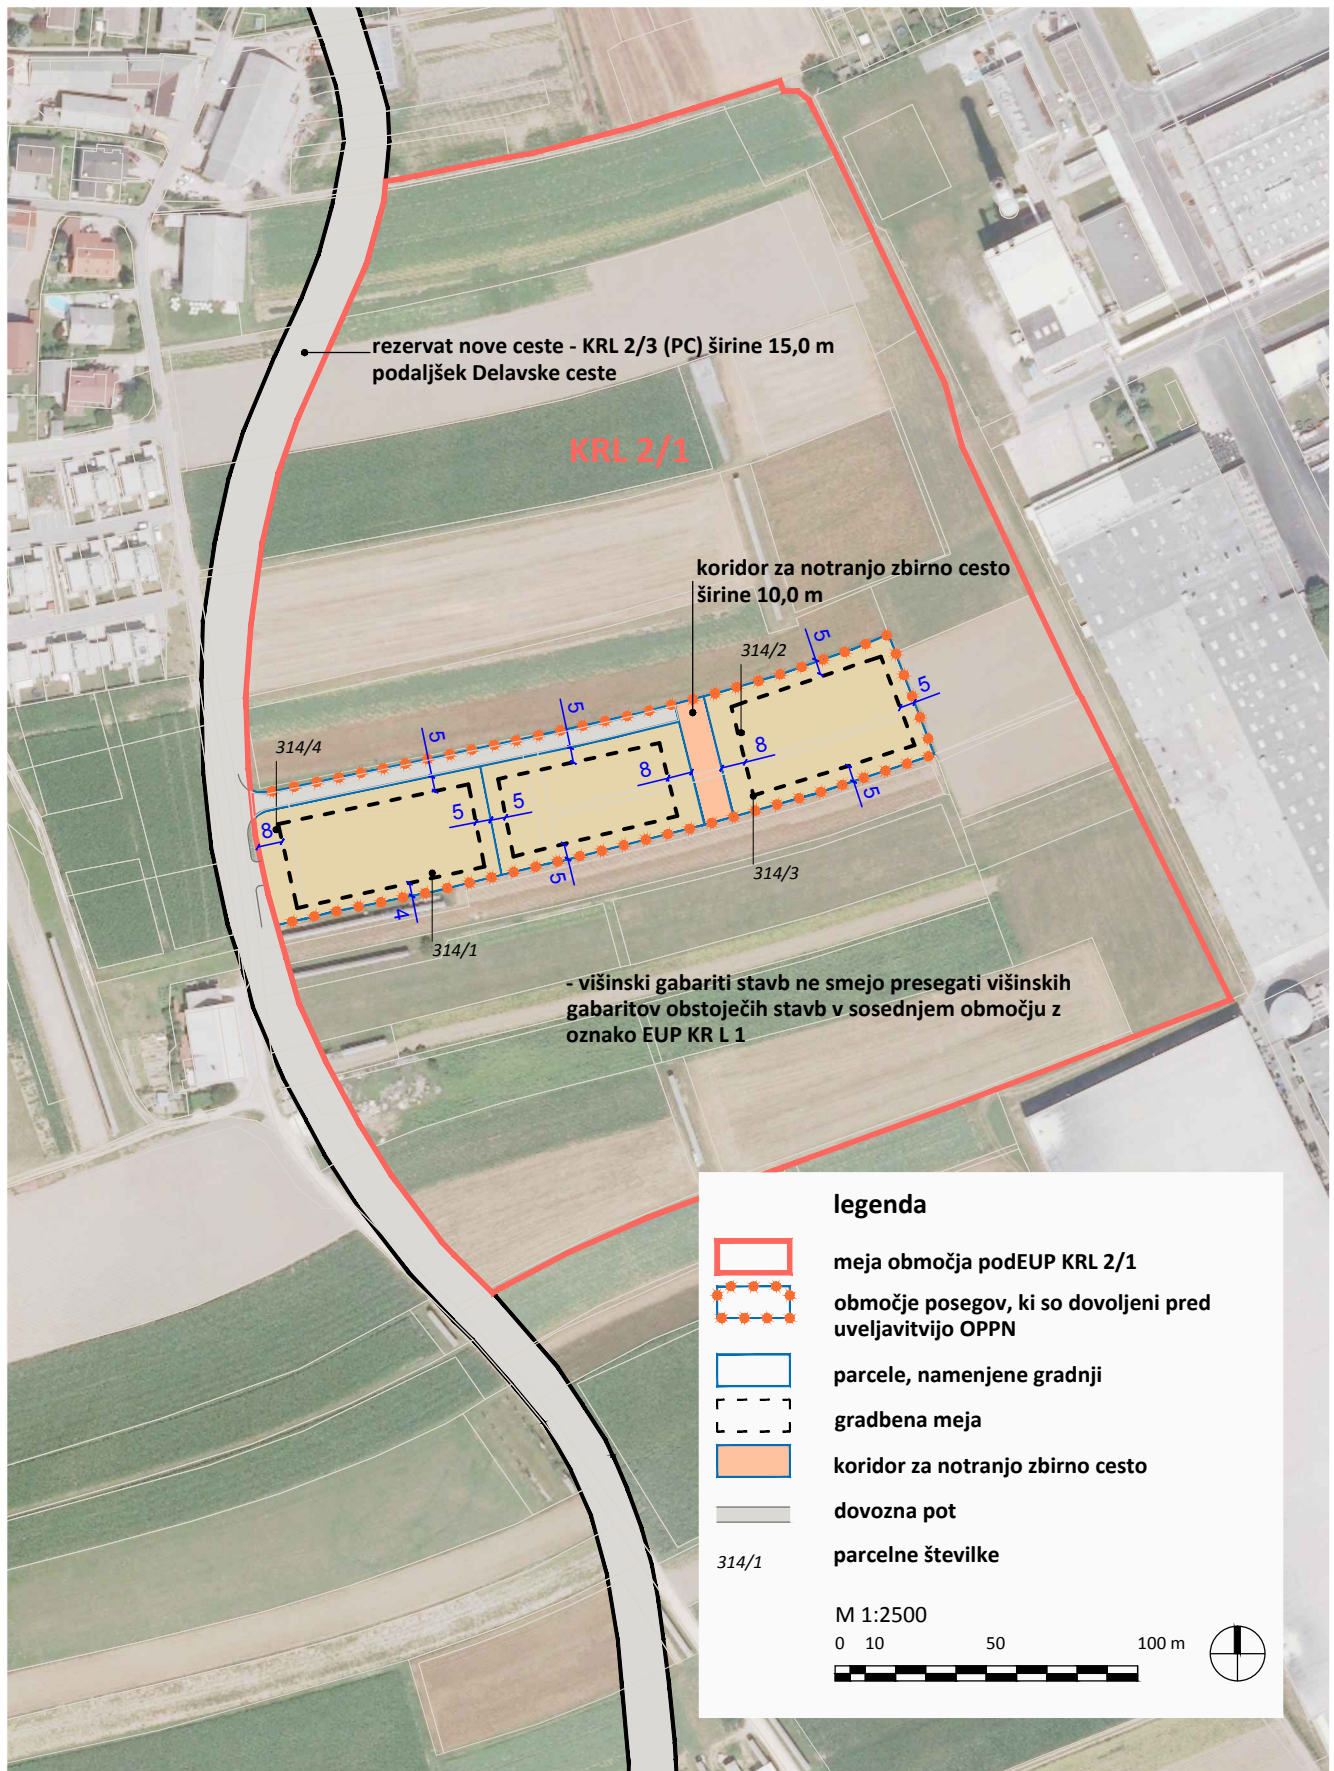 rezervat nove ceste - KRL 2/3 (PC) širine 15,0 m
podaljšek Delavske ceste
KRL 2/1
koridor za notranjo zbirno cesto
širine 10,0 m
5
314/2
5
5
314/4
5
8
8
5
5
8
5
5
314/3
4
314/1
- višinski gabariti stavb ne smejo presegati višinskih
gabaritov obstoječih stavb v sosednjem območju z
oznako EUP KR L 1
legenda
meja območja podEUP KRL 2/1
območje posegov, ki so dovoljeni pred
uveljavitvijo OPPN
parcele, namenjene gradnji
gradbena meja
koridor za notranjo zbirno cesto
dovozna pot
314/1 parcelne številke
M 1:2500
0 10 50 100 m